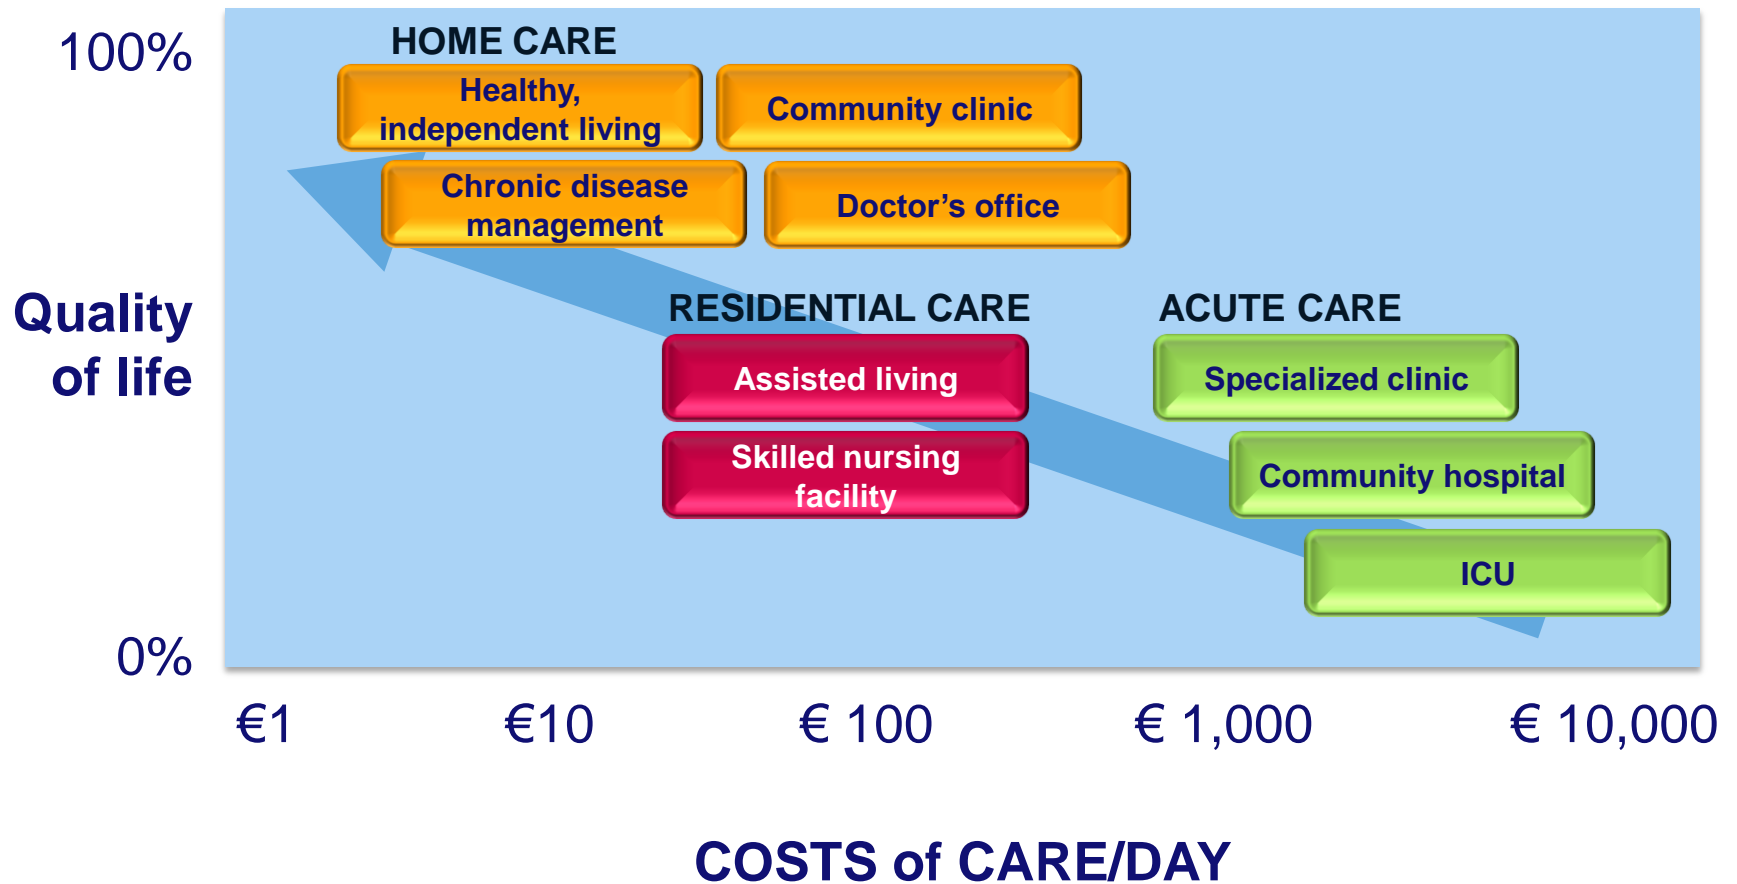 100%
HOME CARE
Healthy,
independent living
Community clinic
Chronic disease
management
Doctor’s office
Quality
of life
RESIDENTIAL CARE
ACUTE CARE
Assisted living
Specialized clinic
Skilled nursing
facility
Community hospital
ICU
0%
€1
€10
€ 100
€ 1,000
€ 10,000
COSTS of CARE/DAY